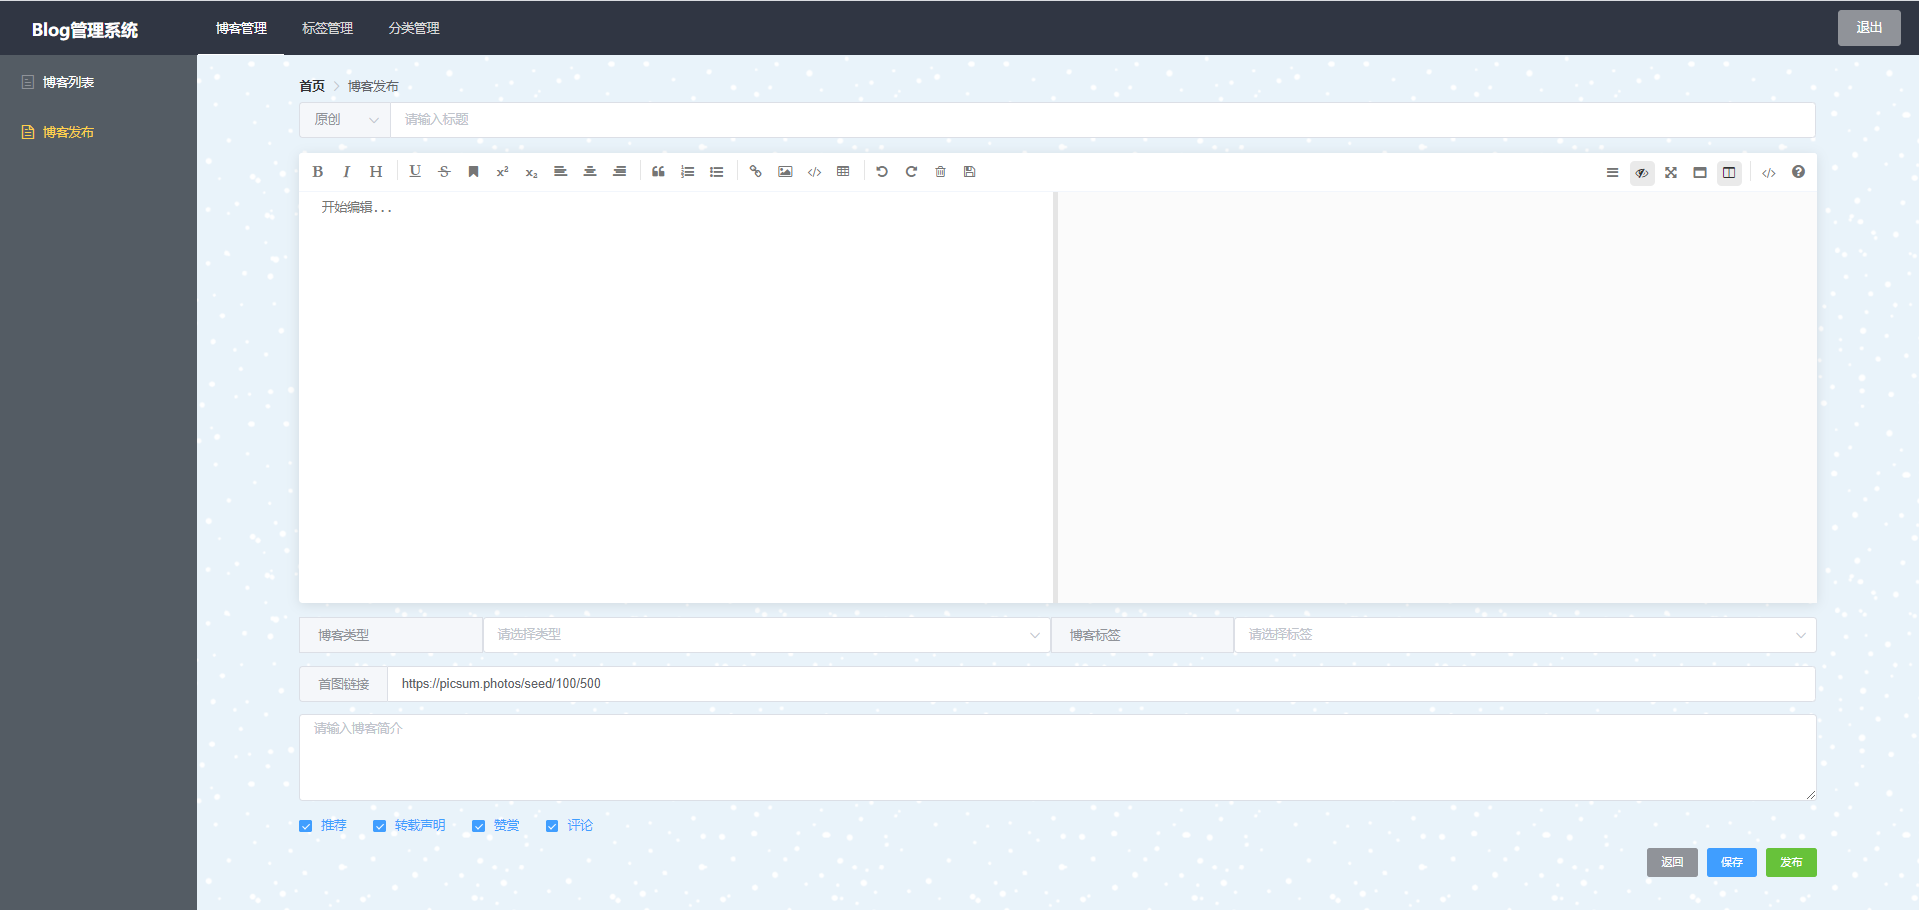 Blog管理系统 博客管理 标签管理 分类管理 退出
博客列表
博客发布
首页 博客发布
原创 请输入标题
B I H U S x² x₂
开始编辑...
博客类型 请选择类型 博客标签 请选择标签
首图链接 https://picsum.photos/seed/100/500
请输入博客简介
推荐 转载声明 赞赏 评论
返回 保存 发布